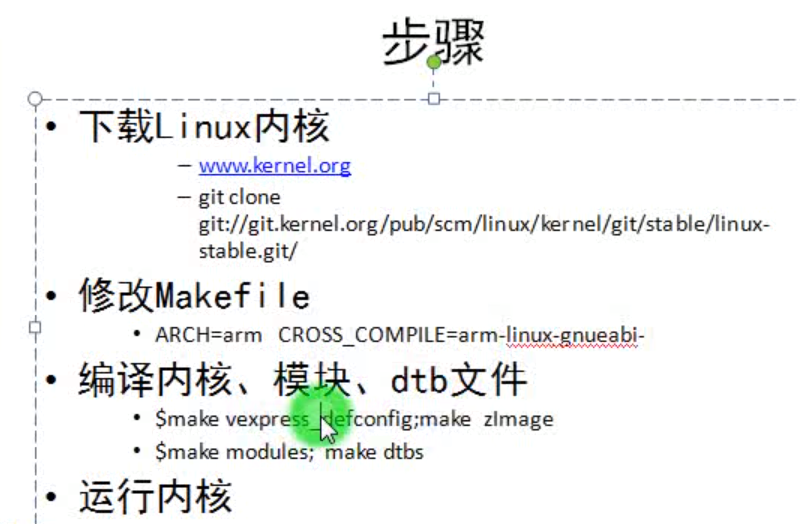 步骤
• 下载Linux内核
– www.kernel.org
– git clone
git://git.kernel.org/pub/scm/linux/kernel/git/stable/linux-
stable.git/
• 修改Makefile
• ARCH=arm CROSS_COMPILE=arm-linux-gnueabi-
• 编译内核、模块、dtb文件
• $make vexpress_defconfig;make zImage
• $make modules; make dtbs
• 运行内核